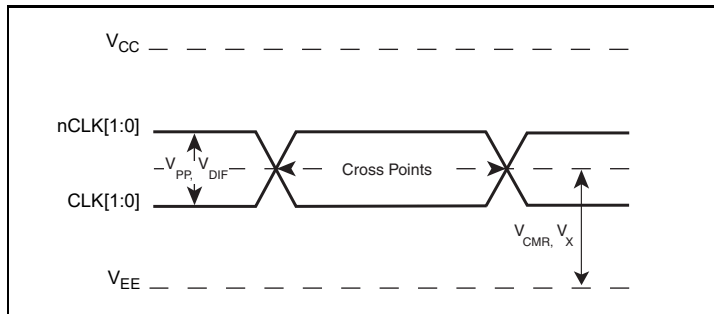 VCC
nCLK[1:0]
VPP, VDIF
Cross Points
CLK[1:0]
VCMR, VX
VEE